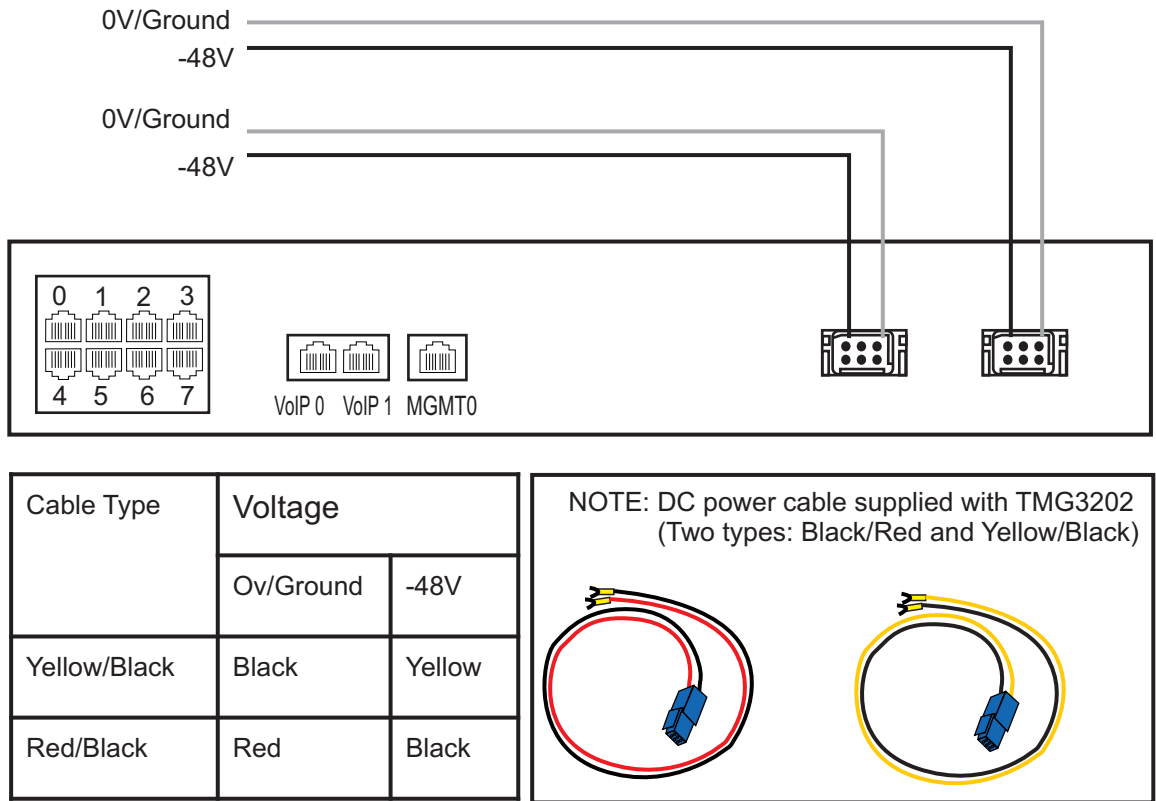 0V/Ground
-48V
0V/Ground
-48V
0 1 2 3
4 5 6 7
VoIP 0 VoIP 1 MGMT0
Cable Type Voltage
Ov/Ground -48V
Yellow/Black Black Yellow
Red/Black Red Black
NOTE: DC power cable supplied with TMG3202
(Two types: Black/Red and Yellow/Black)